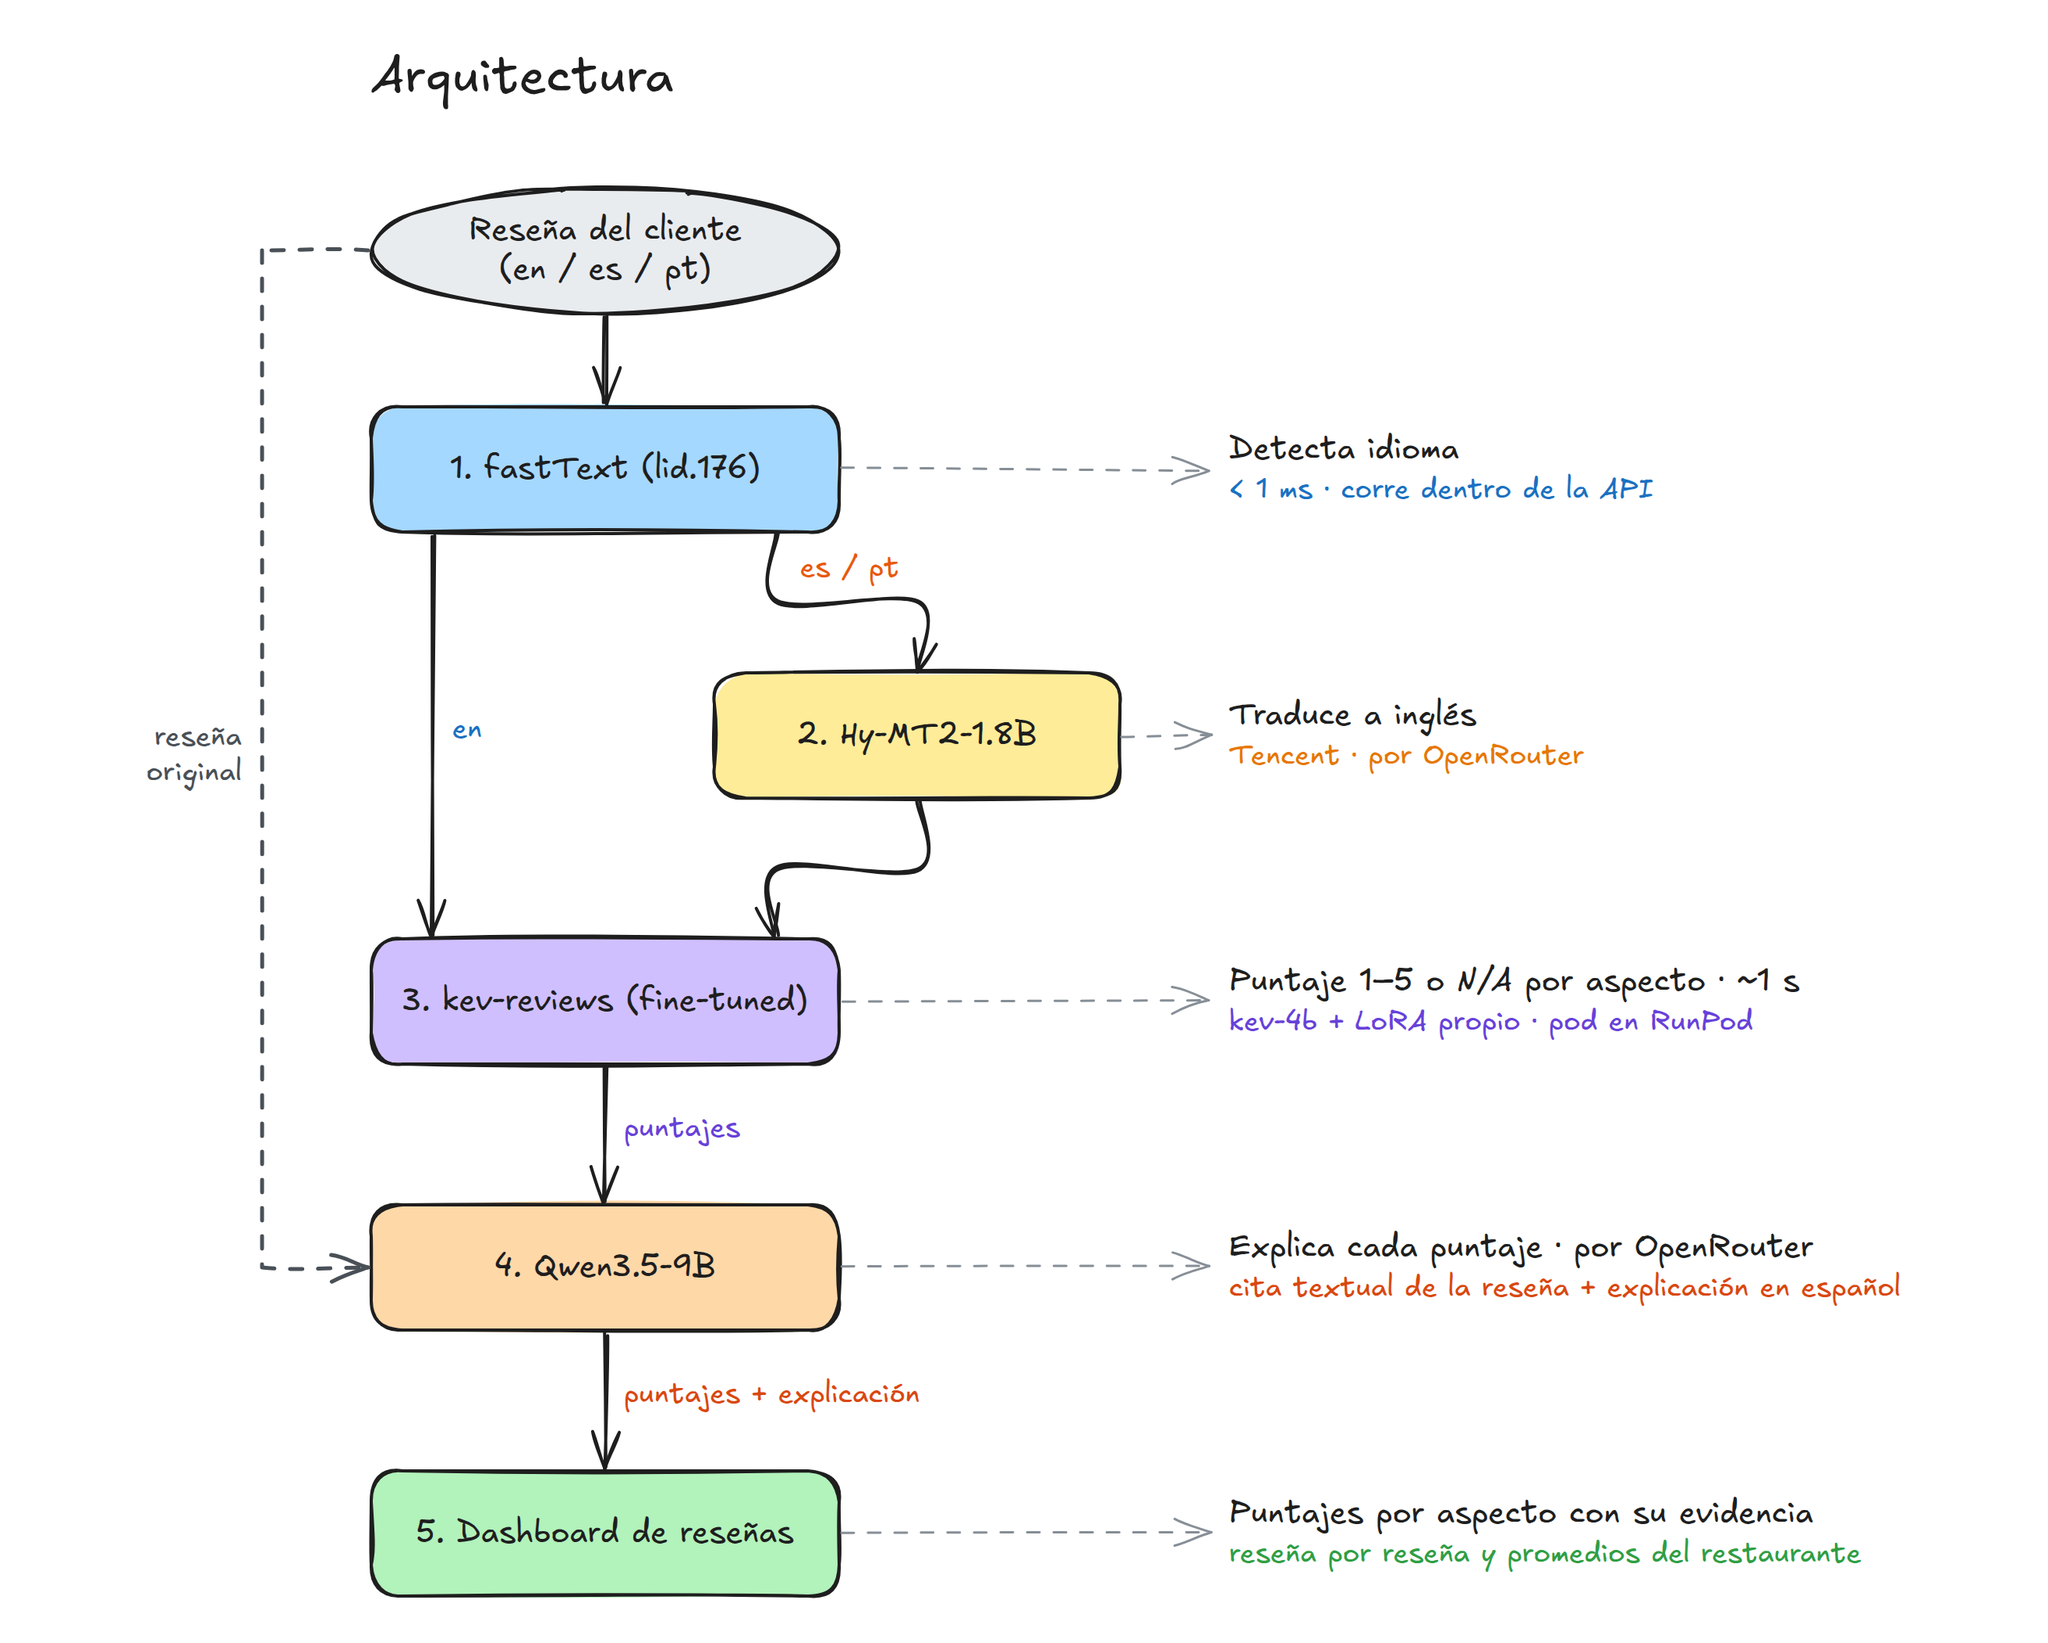 Arquitectura
Reseña del cliente
(en / es / pt)
1. fastText (lid.176)
Detecta idioma
< 1 ms · corre dentro de la API
es / pt
en
2. Hy-MT2-1.8B
Traduce a inglés
Tencent · por OpenRouter
reseña
original
3. kev-reviews (fine-tuned)
Puntaje 1–5 o N/A por aspecto · ~1 s
kev-4b + LoRA propio · pod en RunPod
puntajes
4. Qwen3.5-9B
Explica cada puntaje · por OpenRouter
cita textual de la reseña + explicación en español
puntajes + explicación
5. Dashboard de reseñas
Puntajes por aspecto con su evidencia
reseña por reseña y promedios del restaurante